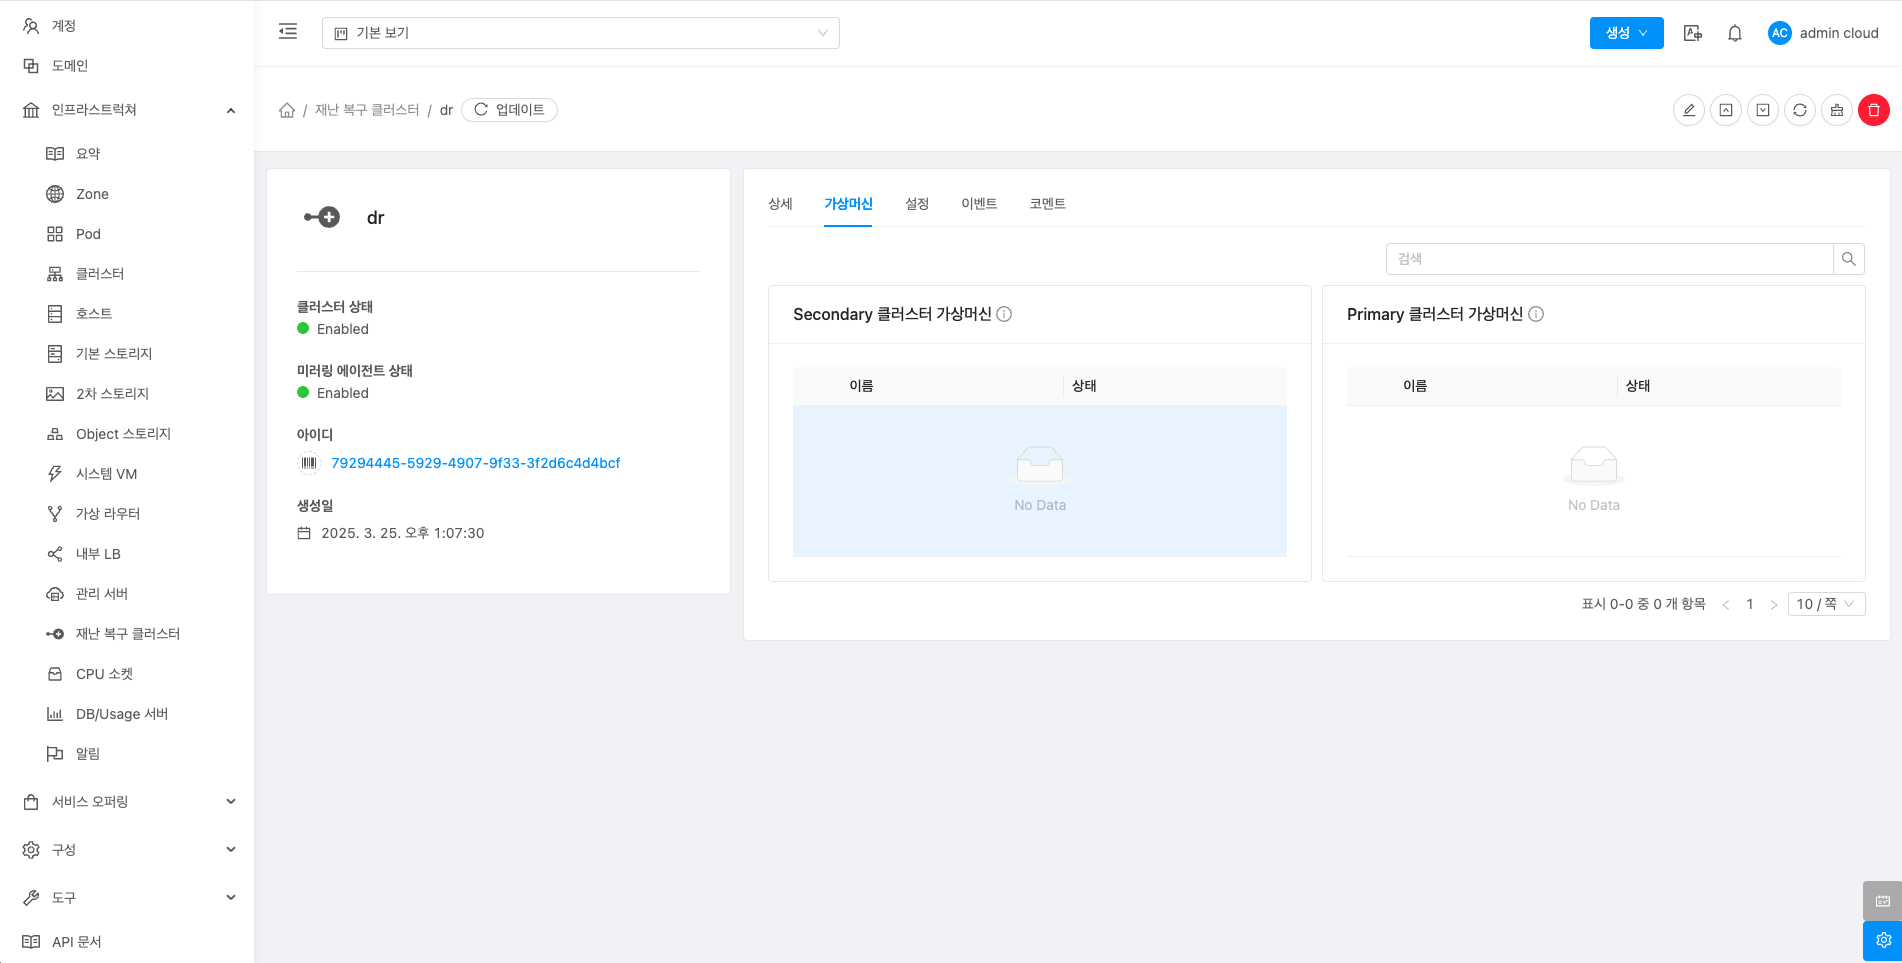 계정
도메인
인프라스트럭쳐
요약
Zone
Pod
클러스터
호스트
기본 스토리지
2차 스토리지
Object 스토리지
시스템 VM
가상 라우터
내부 LB
관리 서버
재난 복구 클러스터
CPU 소켓
DB/Usage 서버
알림
서비스 오퍼링
구성
도구
API 문서
기본 보기
생성
AC admin cloud
/ 재난 복구 클러스터 / dr 업데이트
dr
클러스터 상태
Enabled
미러링 에이전트 상태
Enabled
아이디
79294445-5929-4907-9f33-3f2d6c4d4bcf
생성일
2025. 3. 25. 오후 1:07:30
상세 가상머신 설정 이벤트 코멘트
검색
Secondary 클러스터 가상머신
이름 상태
No Data
Primary 클러스터 가상머신
이름 상태
No Data
표시 0-0 중 0 개 항목 < 1 > 10 / 쪽